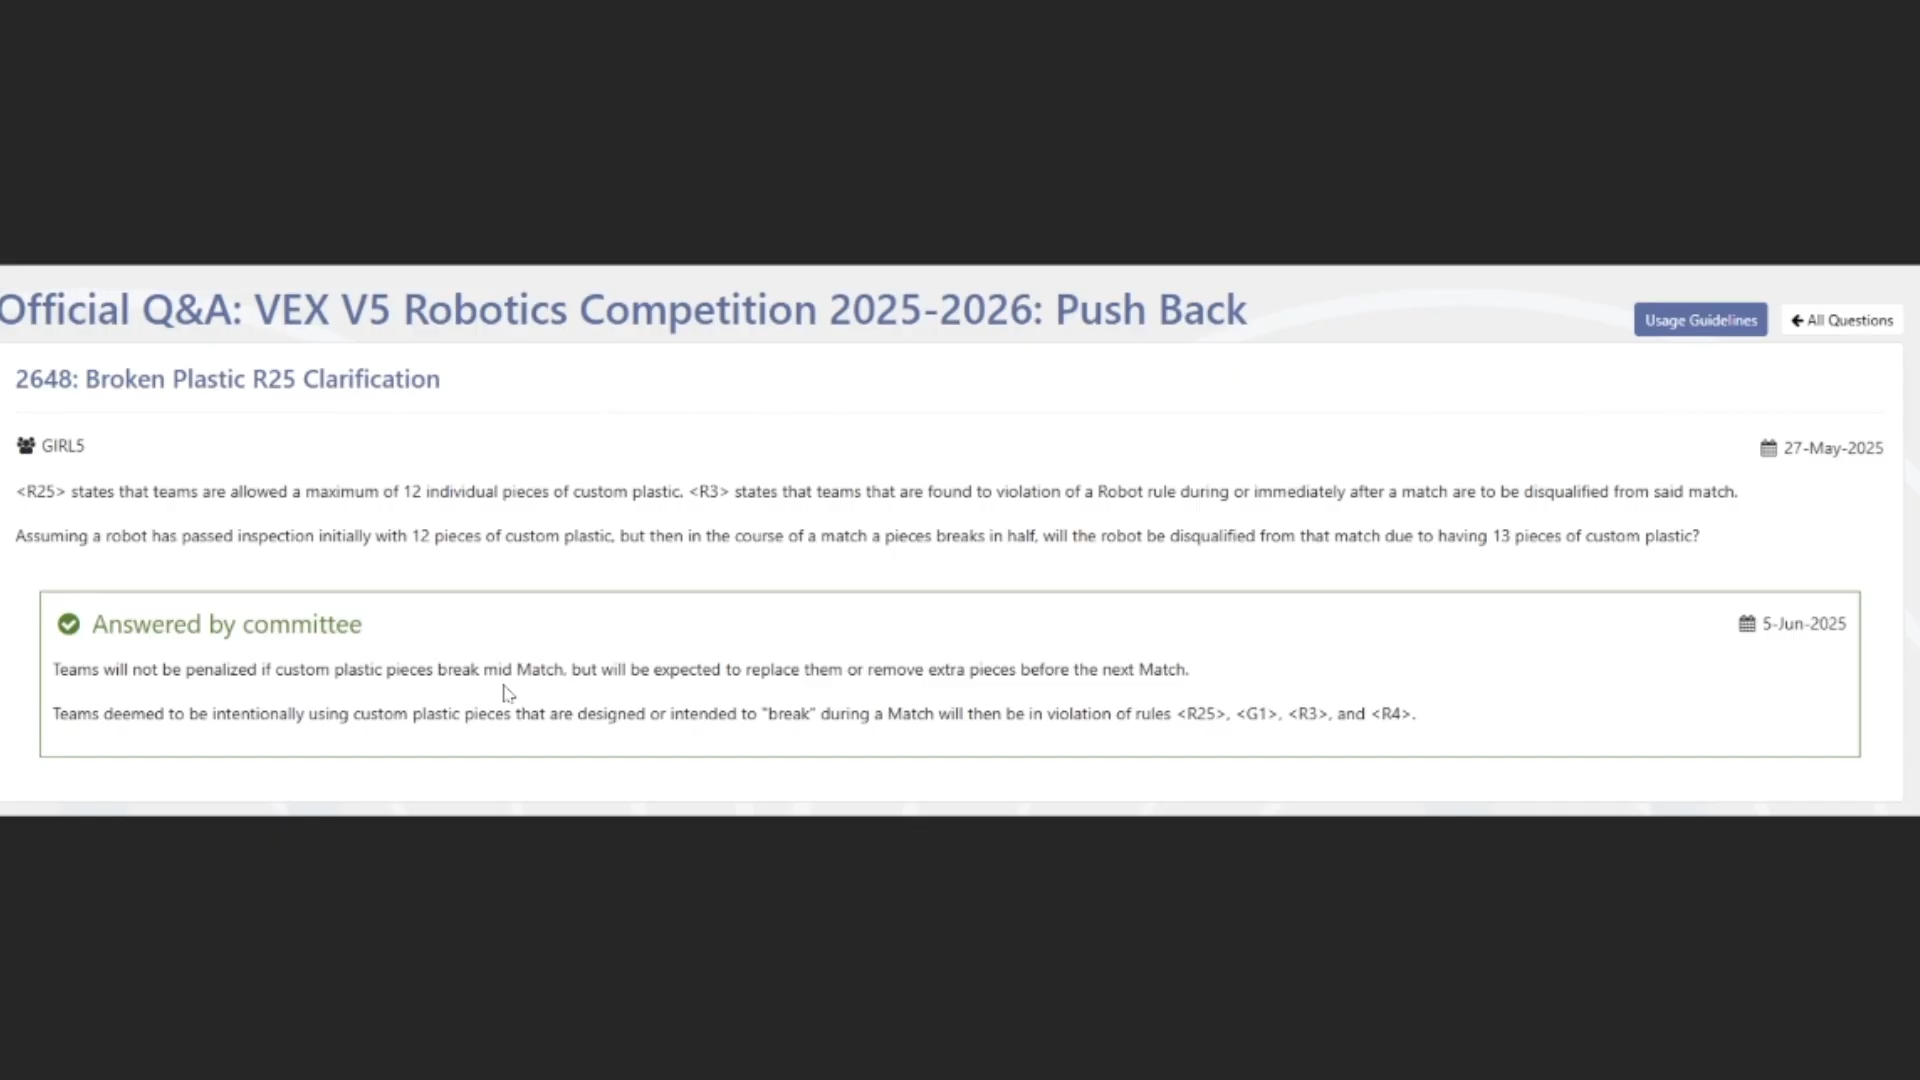 Official Q&A: VEX V5 Robotics Competition 2025-2026: Push Back
Usage Guidelines
All Questions
2648: Broken Plastic R25 Clarification
GIRL5
27-May-2025
<R25> states that teams are allowed a maximum of 12 individual pieces of custom plastic. <R3> states that teams that are found to violation of a Robot rule during or immediately after a match are to be disqualified from said match.
Assuming a robot has passed inspection initially with 12 pieces of custom plastic, but then in the course of a match a pieces breaks in half, will the robot be disqualified from that match due to having 13 pieces of custom plastic?
Answered by committee
5-Jun-2025
Teams will not be penalized if custom plastic pieces break mid Match, but will be expected to replace them or remove extra pieces before the next Match.
Teams deemed to be intentionally using custom plastic pieces that are designed or intended to "break" during a Match will then be in violation of rules <R25>, <G1>, <R3>, and <R4>.